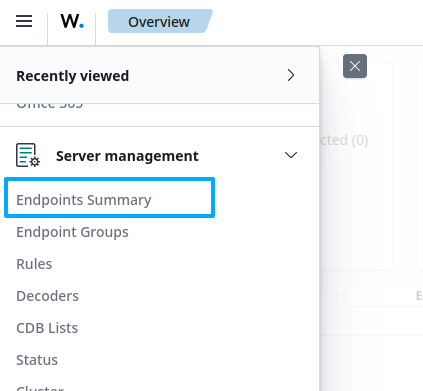 W.
Overview
Recently viewed
Office 365
cted (0)
Server management
Endpoints Summary
Endpoint Groups
Rules
E
Decoders
CDB Lists
Status
Cluster